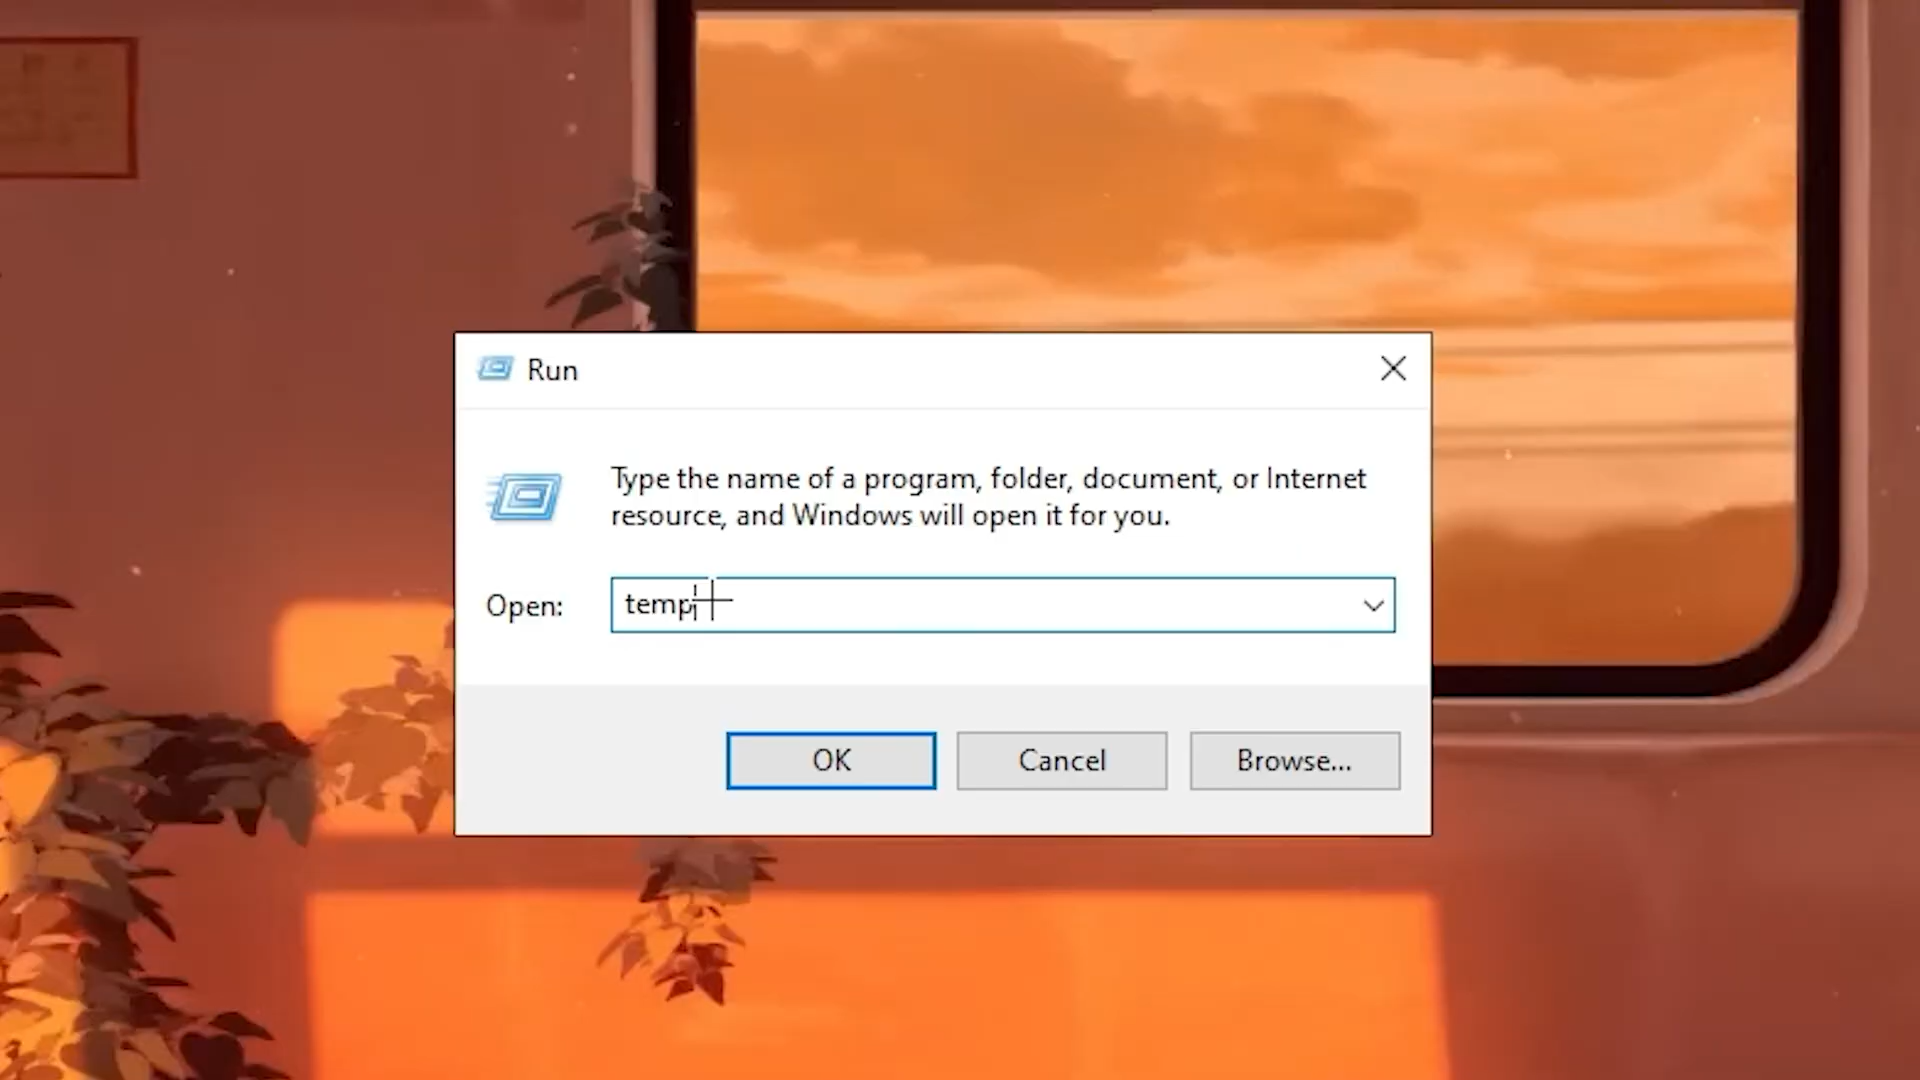 Run
Type the name of a program, folder, document, or Internet
resource, and Windows will open it for you.
Open: temp
OK Cancel Browse...